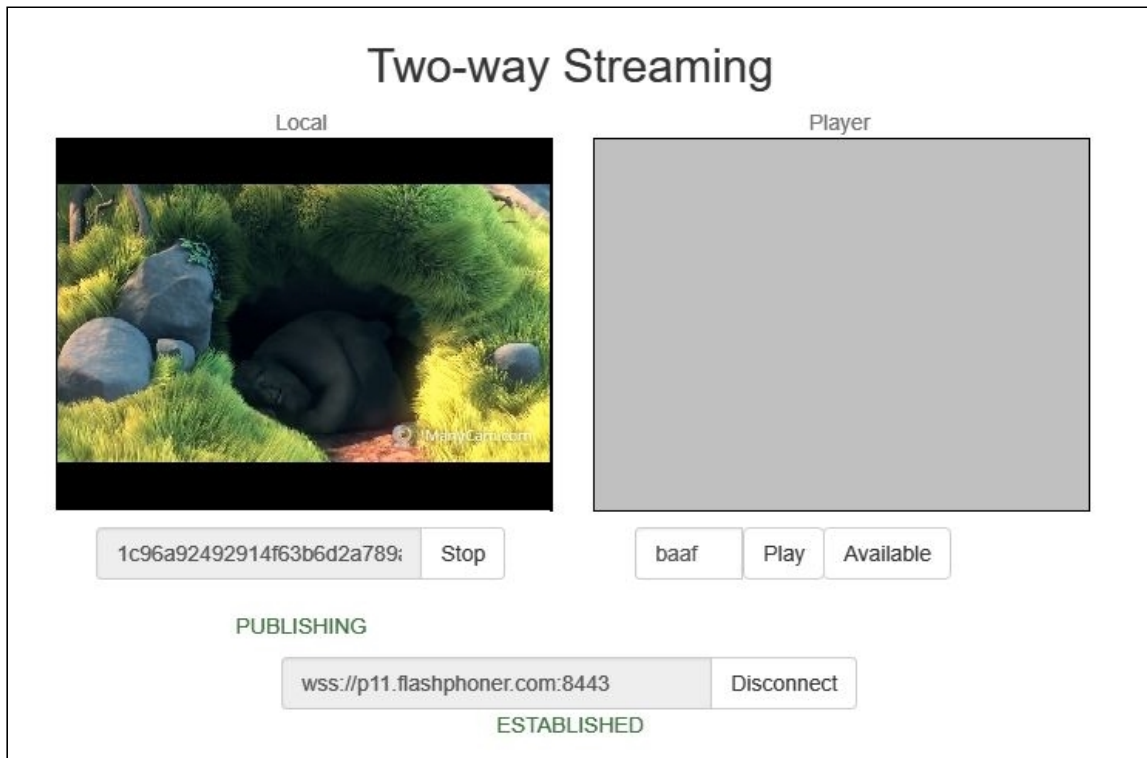 Two-way Streaming
Local
Player
ManyCam.com
1c96a92492914f63b6d2a789a
Stop
baaf
Play
Available
PUBLISHING
wss://p11.flashphoner.com:8443
Disconnect
ESTABLISHED